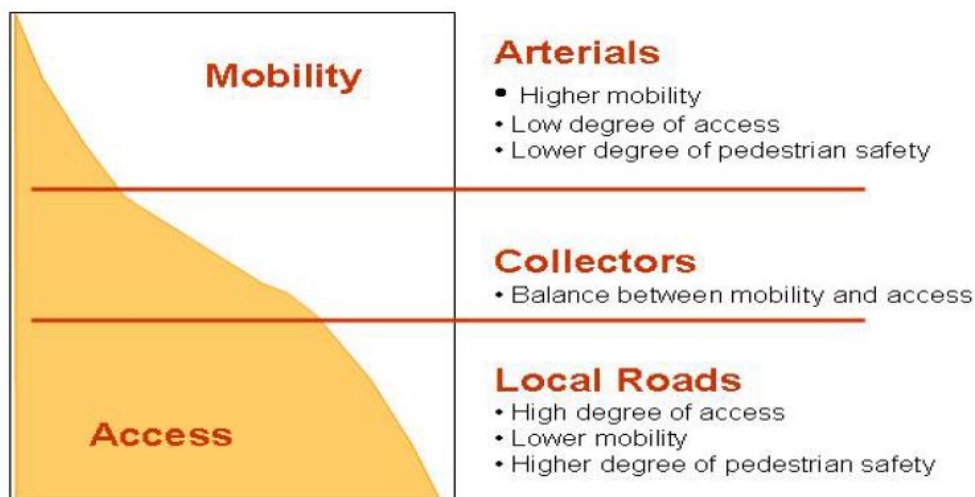 Mobility
Access
Arterials
• Higher mobility
• Low degree of access
• Lower degree of pedestrian safety
Collectors
• Balance between mobility and access
Local Roads
• High degree of access
• Lower mobility
• Higher degree of pedestrian safety